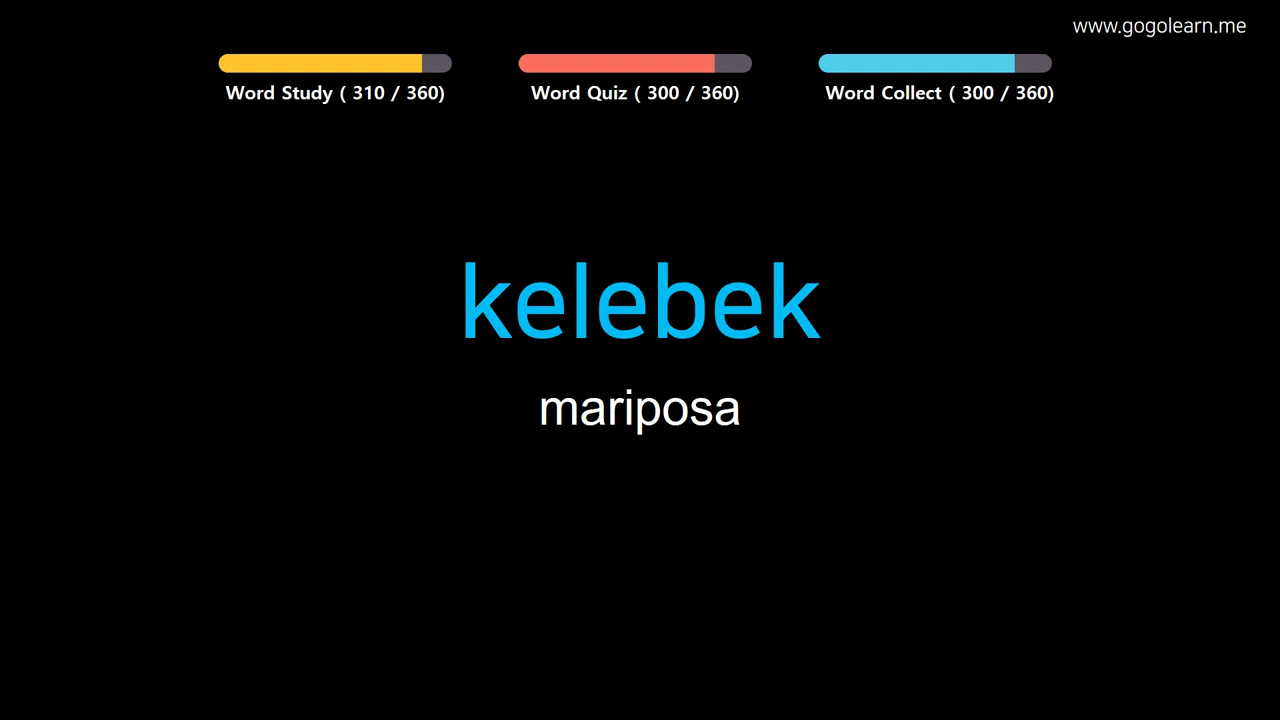 www.gogolearn.me
Word Study ( 310 / 360)
Word Quiz ( 300 / 360)
Word Collect ( 300 / 360)
kelebek
mariposa